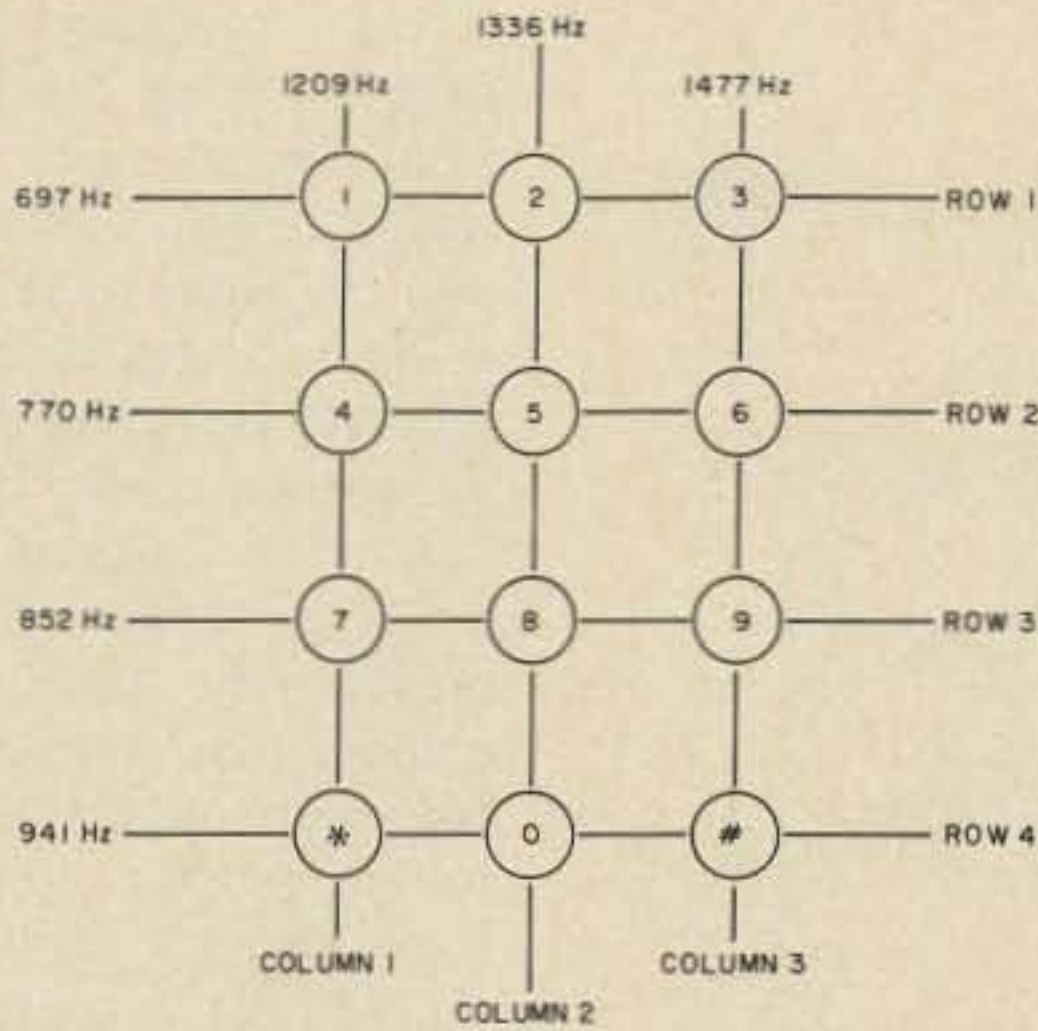 1336 Hz
1209 Hz 1477 Hz
697 Hz 1 2 3 ROW 1
770 Hz 4 5 6 ROW 2
852 Hz 7 8 9 ROW 3
941 Hz * 0 # ROW 4
COLUMN 1 COLUMN 3
COLUMN 2